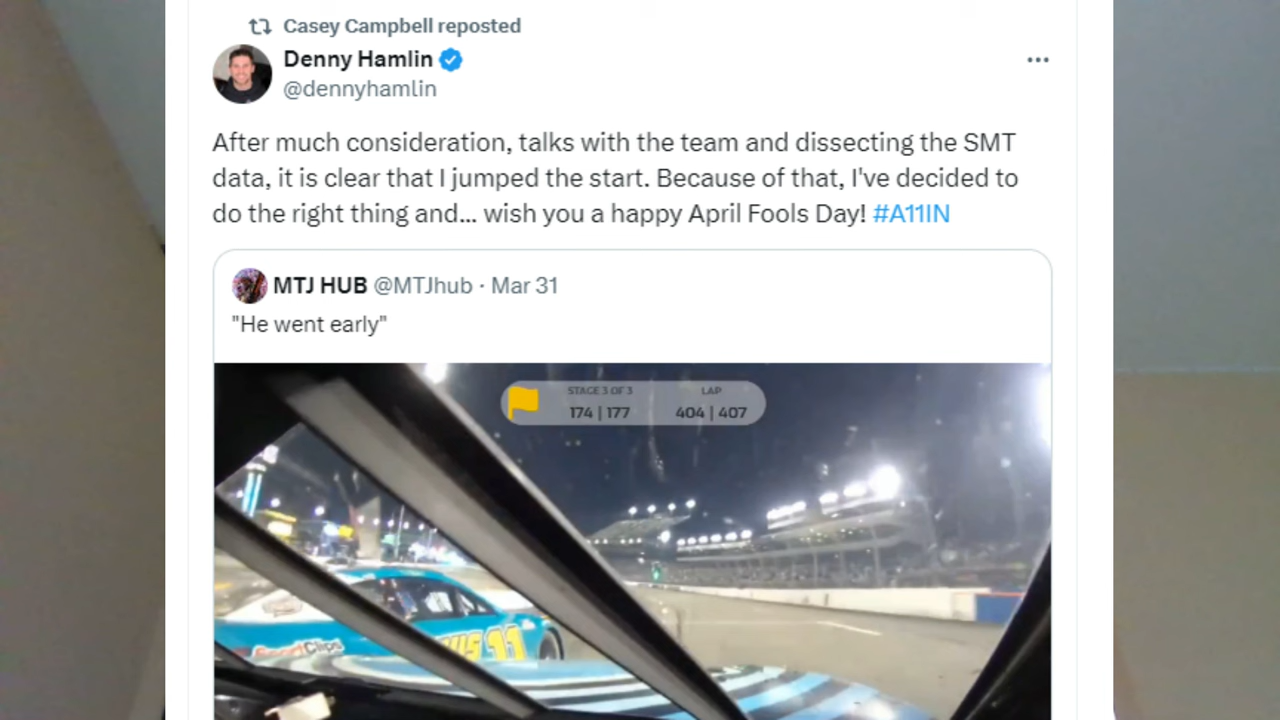 Casey Campbell reposted
Denny Hamlin
@dennyhamlin
After much consideration, talks with the team and dissecting the SMT
data, it is clear that I jumped the start. Because of that, I've decided to
do the right thing and... wish you a happy April Fools Day! #A11IN
MTJ HUB @MTJhub · Mar 31
"He went early"
STAGE 3 OF 3 LAP
174 | 177 404 | 407
SportClips
11